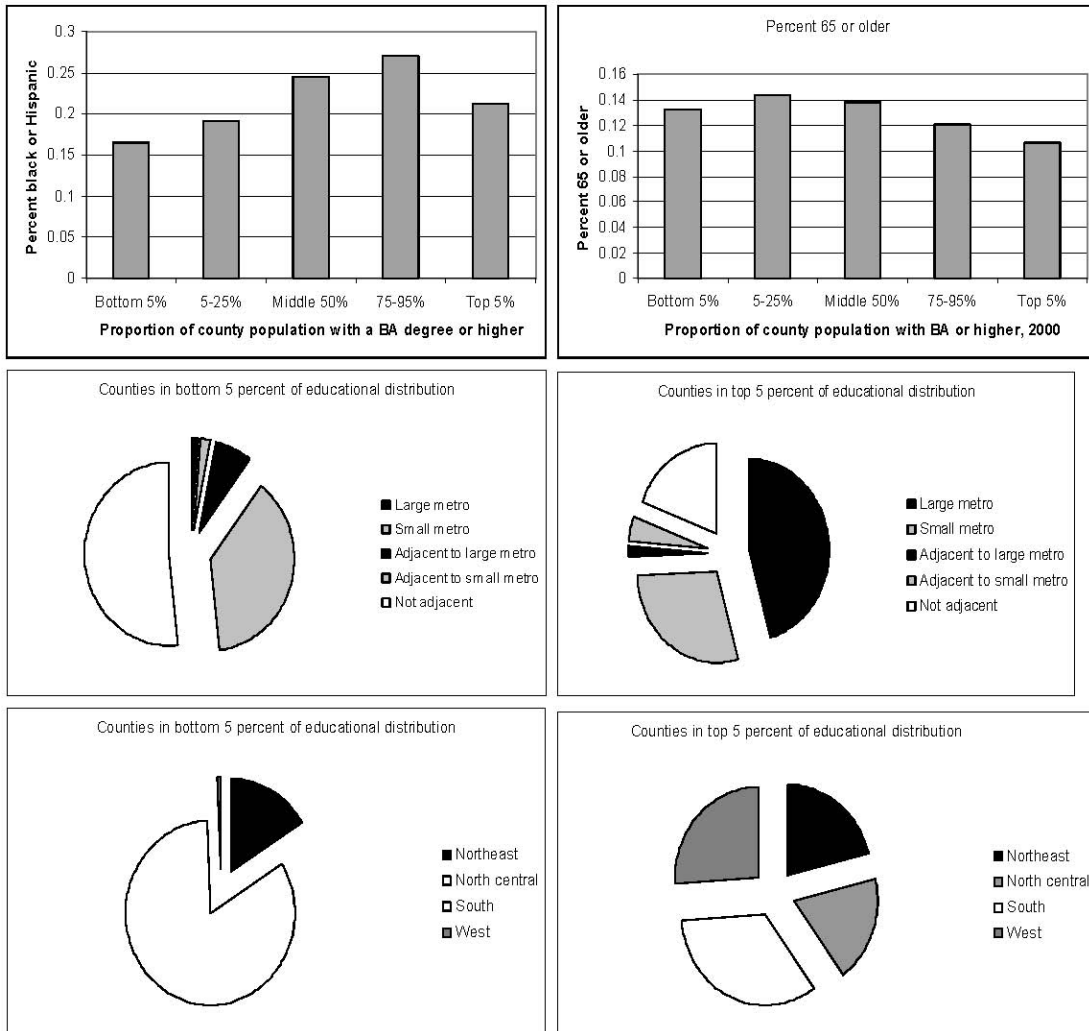 Percent black or Hispanic
0.3
0.25
0.2
0.15
0.1
0.05
0
Bottom 5% 5-25% Middle 50% 75-95% Top 5%
Proportion of county population with a BA degree or higher
Percent 65 or older
Percent 65 or older
0.16
0.14
0.12
0.1
0.08
0.06
0.04
0.02
0
Bottom 5% 5-25% Middle 50% 75-95% Top 5%
Proportion of county population with BA or higher, 2000
Counties in bottom 5 percent of educational distribution
Large metro
Small metro
Adjacent to large metro
Adjacent to small metro
Not adjacent
Counties in top 5 percent of educational distribution
Large metro
Small metro
Adjacent to large metro
Adjacent to small metro
Not adjacent
Counties in bottom 5 percent of educational distribution
Northeast
North central
South
West
Counties in top 5 percent of educational distribution
Northeast
North central
South
West